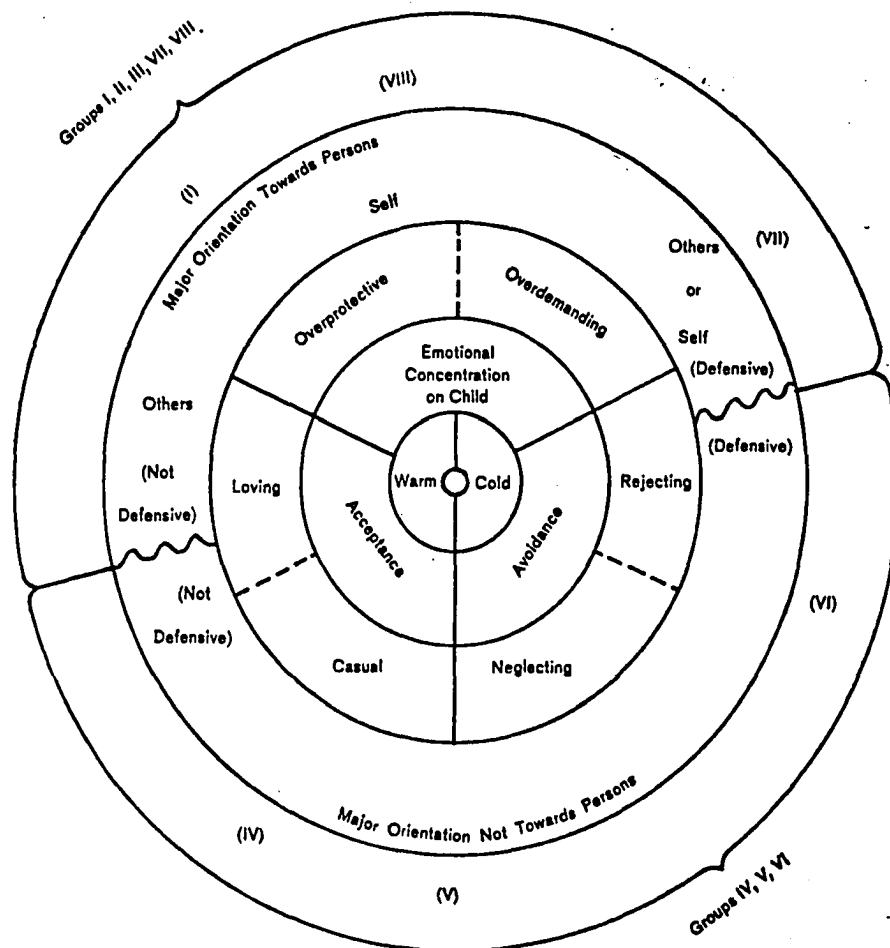 Groups I, II, III, VII, VIII
(VIII)
(I)
Major Orientation Towards Persons
Self
(VII)
Others
or
Self
(Defensive)
Overprotective
Overdemanding
Emotional
Concentration
on Child
Others
(Not
Defensive)
(Defensive)
Loving
Warm
Cold
Rejecting
Acceptance
Avoidance
(Not
Defensive)
(VI)
Casual
Neglecting
Major Orientation Not Towards Persons
(IV)
(V)
Groups IV, V, VI